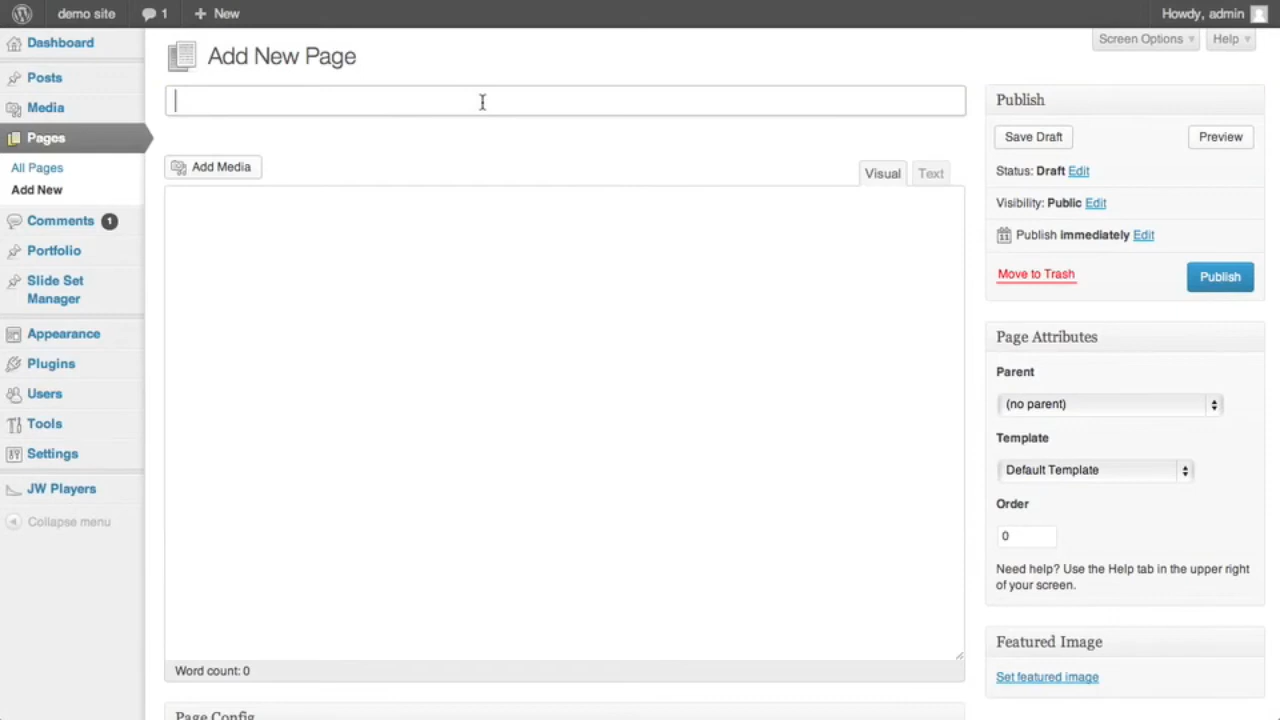 demo site
1
New
Howdy, admin
Dashboard
Posts
Media
Pages
All Pages
Add New
Comments 1
Portfolio
Slide Set
Manager
Appearance
Plugins
Users
Tools
Settings
JW Players
Collapse menu
Screen Options
Help
Add New Page
Add Media
Visual
Text
Word count: 0
Page Config
Publish
Save Draft
Preview
Status: Draft Edit
Visibility: Public Edit
11 Publish immediately Edit
Move to Trash
Publish
Page Attributes
Parent
(no parent)
Template
Default Template
Order
0
Need help? Use the Help tab in the upper right
of your screen.
Featured Image
Set featured image